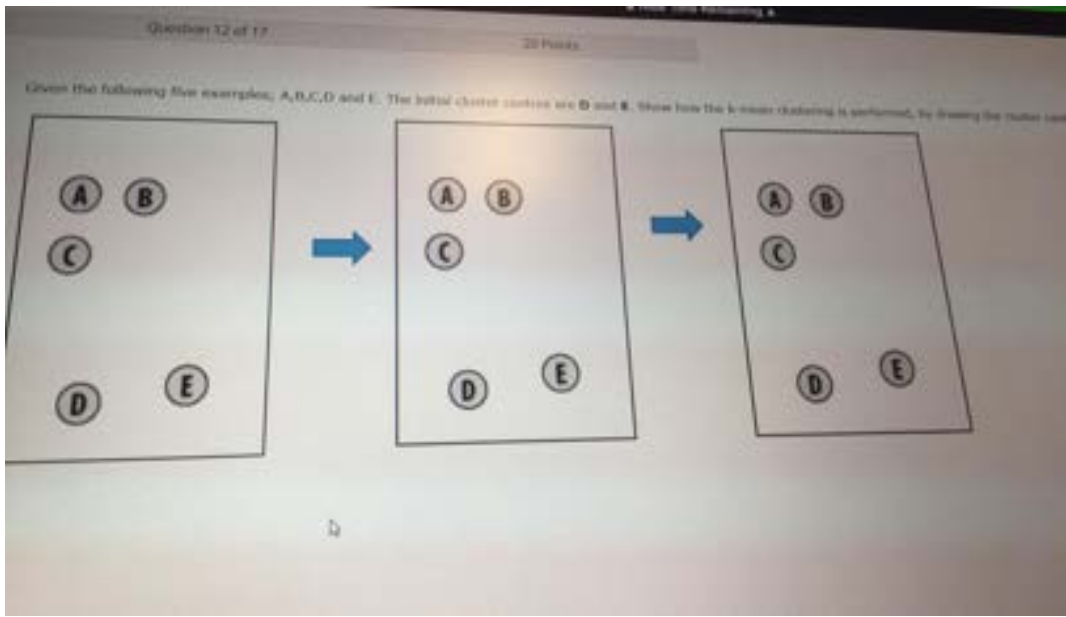 Question 12 of 17
20 Points
Given the following five examples, A,B,C,D and E. The initial cluster centres are D and E. Show how the k-mean clustering is performed, by drawing the cluster
A B A B A B
C C C
D E D E D E